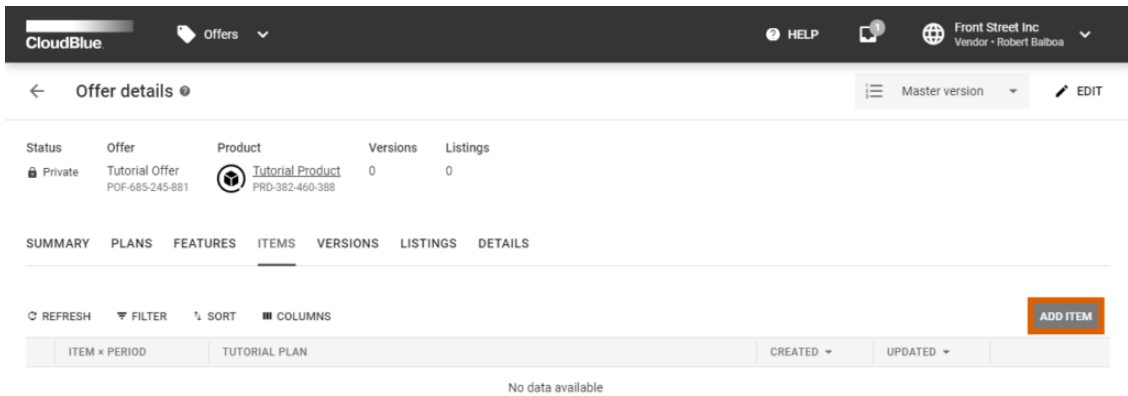 CloudBlue. Offers HELP 1 Front Street Inc
Vendor • Robert Balboa
Offer details Master version EDIT
Status Offer Product Versions Listings
Private Tutorial Offer Tutorial Product 0 0
POF-685-245-881 PRD-382-460-388
SUMMARY PLANS FEATURES ITEMS VERSIONS LISTINGS DETAILS
REFRESH FILTER SORT COLUMNS ADD ITEM
ITEM × PERIOD TUTORIAL PLAN CREATED UPDATED
No data available